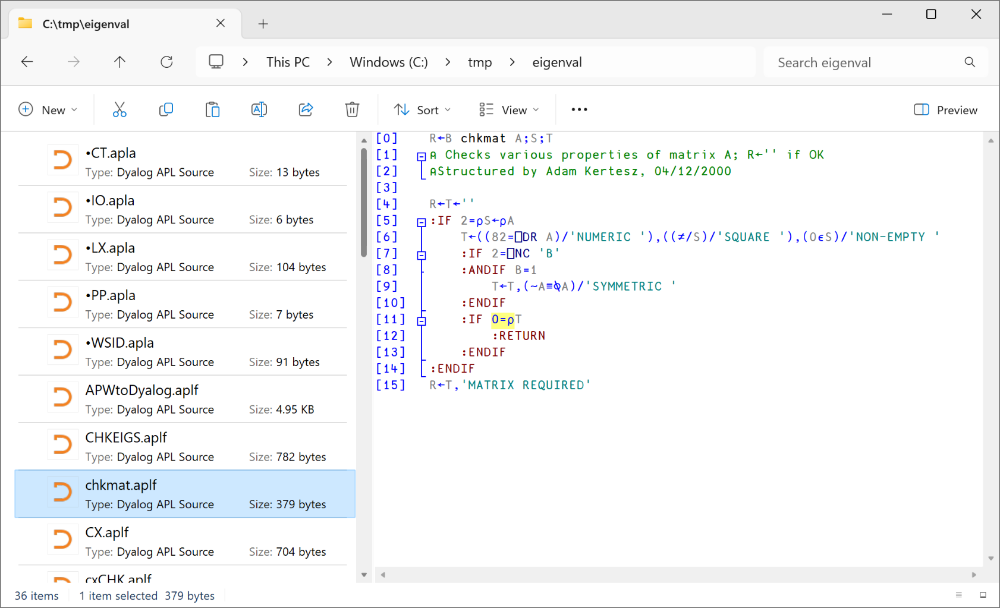 C:\tmp\eigenval
This PC > Windows (C:) > tmp > eigenval
Search eigenval
New
Sort
View
Preview
•CT.apla
Type: Dyalog APL Source Size: 13 bytes
•IO.apla
Type: Dyalog APL Source Size: 6 bytes
•LX.apla
Type: Dyalog APL Source Size: 104 bytes
•PP.apla
Type: Dyalog APL Source Size: 7 bytes
•WSID.apla
Type: Dyalog APL Source Size: 91 bytes
APWtoDyalog.aplf
Type: Dyalog APL Source Size: 4.95 KB
CHKEIGS.aplf
Type: Dyalog APL Source Size: 782 bytes
chkmat.aplf
Type: Dyalog APL Source Size: 379 bytes
CX.aplf
Type: Dyalog APL Source Size: 704 bytes
cxCHK.aplf
[0] R←B chkmat A;S;T
[1] ⍝ Checks various properties of matrix A; R←'' if OK
[2] ⍝Structured by Adam Kertesz, 04/12/2000
[3]
[4] R←T←''
[5] :IF 2=⍴S←⍴A
[6] T←((82=⎕DR A)/'NUMERIC '),((≠/S)/'SQUARE '),(0∊S)/'NON-EMPTY '
[7] :IF 2=⎕NC 'B'
[8] :ANDIF B=1
[9] T←T,(~A≡⍉A)/'SYMMETRIC '
[10] :ENDIF
[11] :IF 0=⍴T
[12] :RETURN
[13] :ENDIF
[14] :ENDIF
[15] R←T,'MATRIX REQUIRED'
36 items 1 item selected 379 bytes